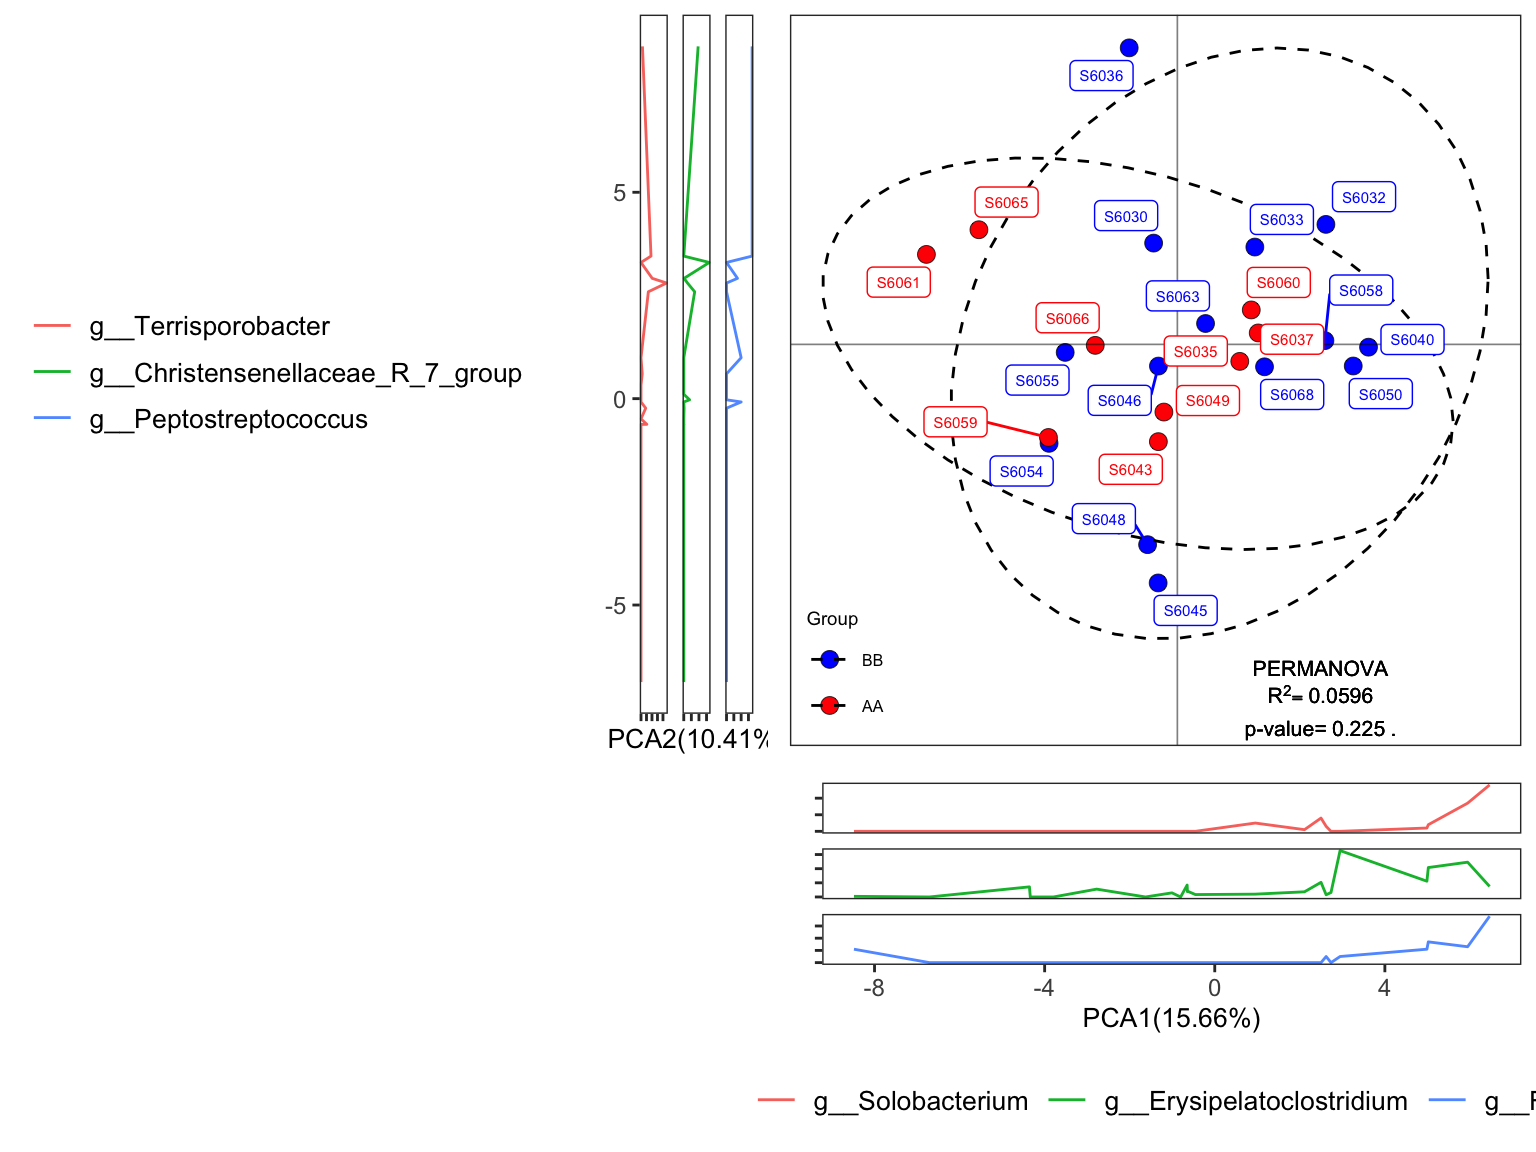 g__Terrisporobacter
g__Christensenellaceae_R_7_group
g__Peptostreptococcus
5
0
-5
PCA2(10.41%
S6036
S6065
S6030
S6033
S6032
S6061
S6060
S6058
S6063
S6066
S6035
S6037
S6040
S6055
S6046
S6049
S6068
S6050
S6059
S6054
S6043
S6048
S6045
Group
BB
AA
PERMANOVA
R2= 0.0596
p-value= 0.225 .
-8
-4
0
4
PCA1(15.66%)
g__Solobacterium
g__Erysipelatoclostridium
g__F